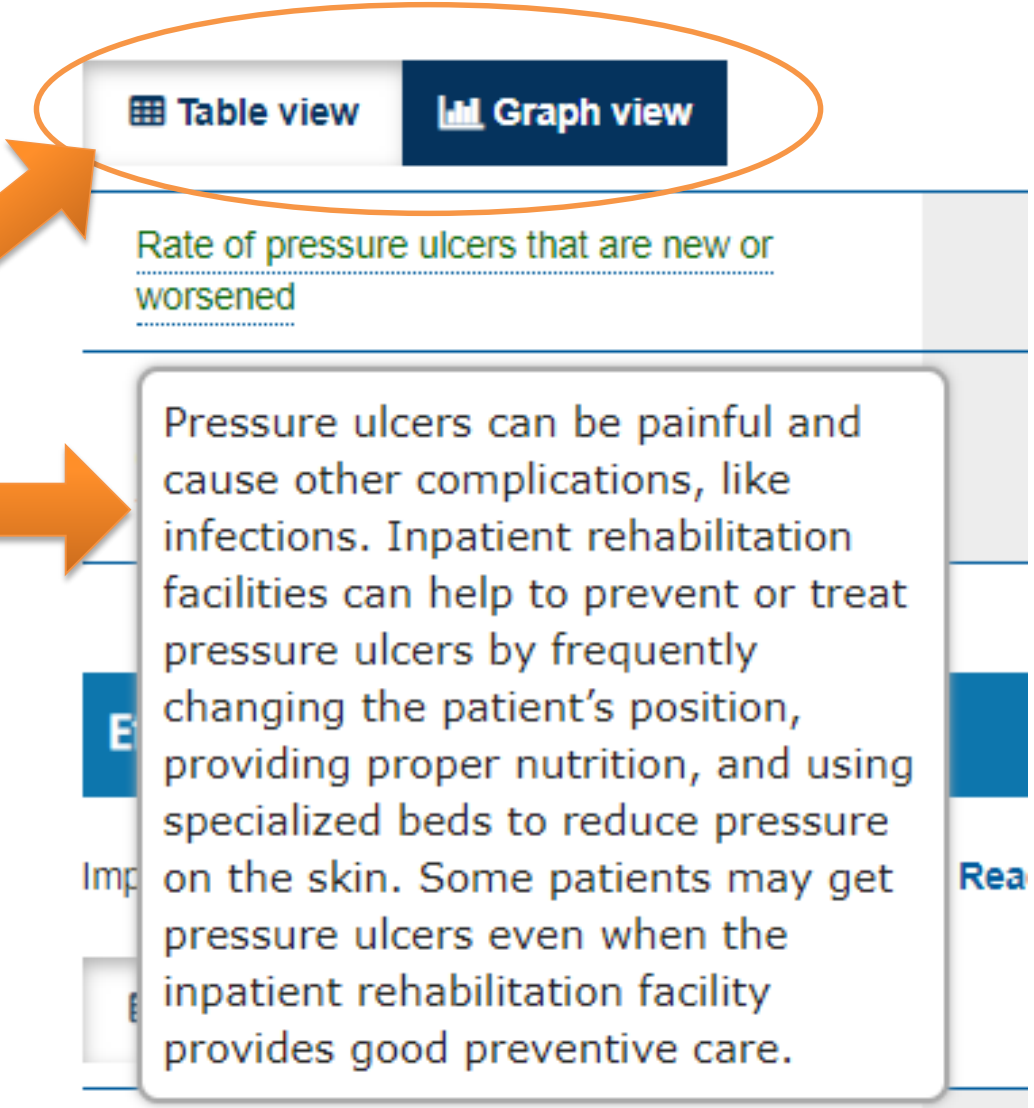 Table view Graph view
Rate of pressure ulcers that are new or
worsened
Pressure ulcers can be painful and
cause other complications, like
infections. Inpatient rehabilitation
facilities can help to prevent or treat
pressure ulcers by frequently
changing the patient’s position,
providing proper nutrition, and using
specialized beds to reduce pressure
on the skin. Some patients may get
pressure ulcers even when the
inpatient rehabilitation facility
provides good preventive care.